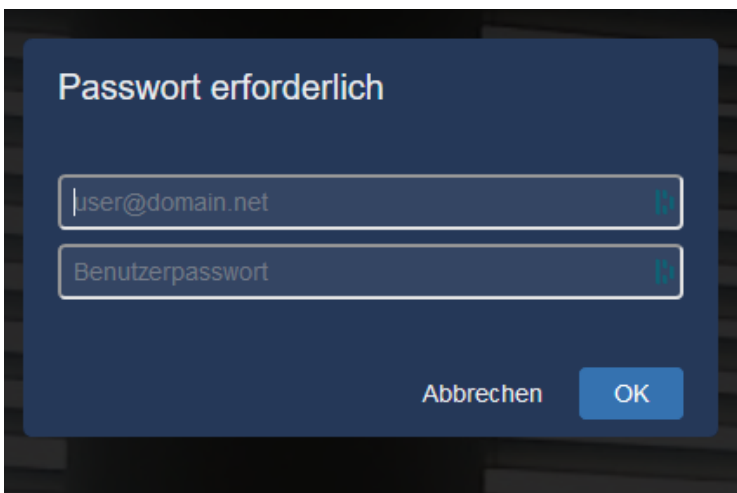 Passwort erforderlich
user@domain.net
Benutzerpasswort
Abbrechen
OK